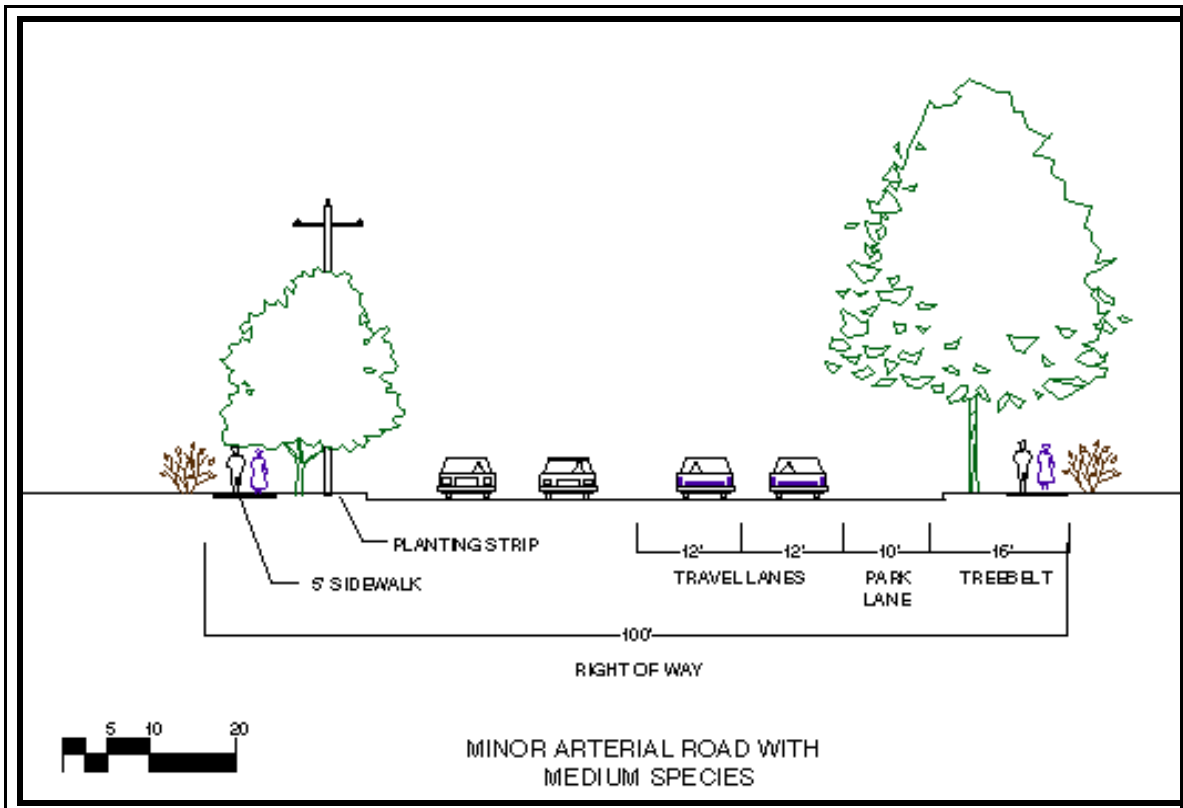 PLANTING STRIP
5' SIDEWALK
12' 12' 10' 16'
TRAVEL LANES PARK LANE TREEBELT
100'
RIGHT OF WAY
5 10 20
MINOR ARTERIAL ROAD WITH
MEDIUM SPECIES